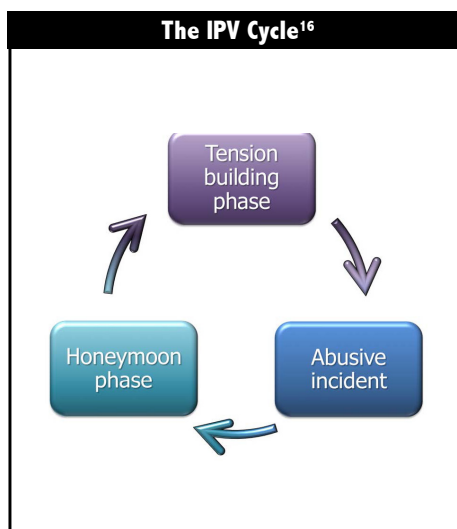 The IPV Cycle16
Tension
building
phase
Honeymoon
phase
Abusive
incident